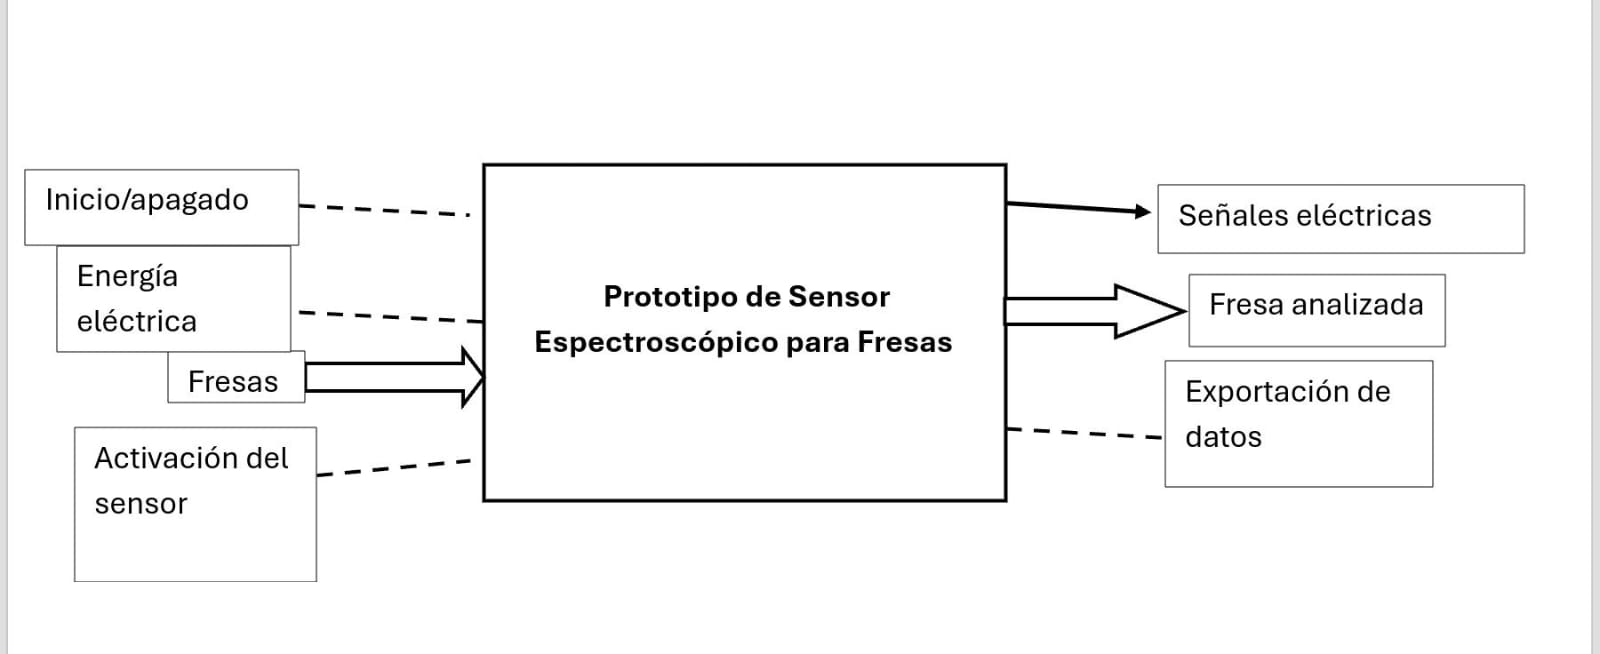 Inicio/apagado
Energía
eléctrica
Fresas
Activación del
sensor
Prototipo de Sensor
Espectroscópico para Fresas
Señales eléctricas
Fresa analizada
Exportación de
datos